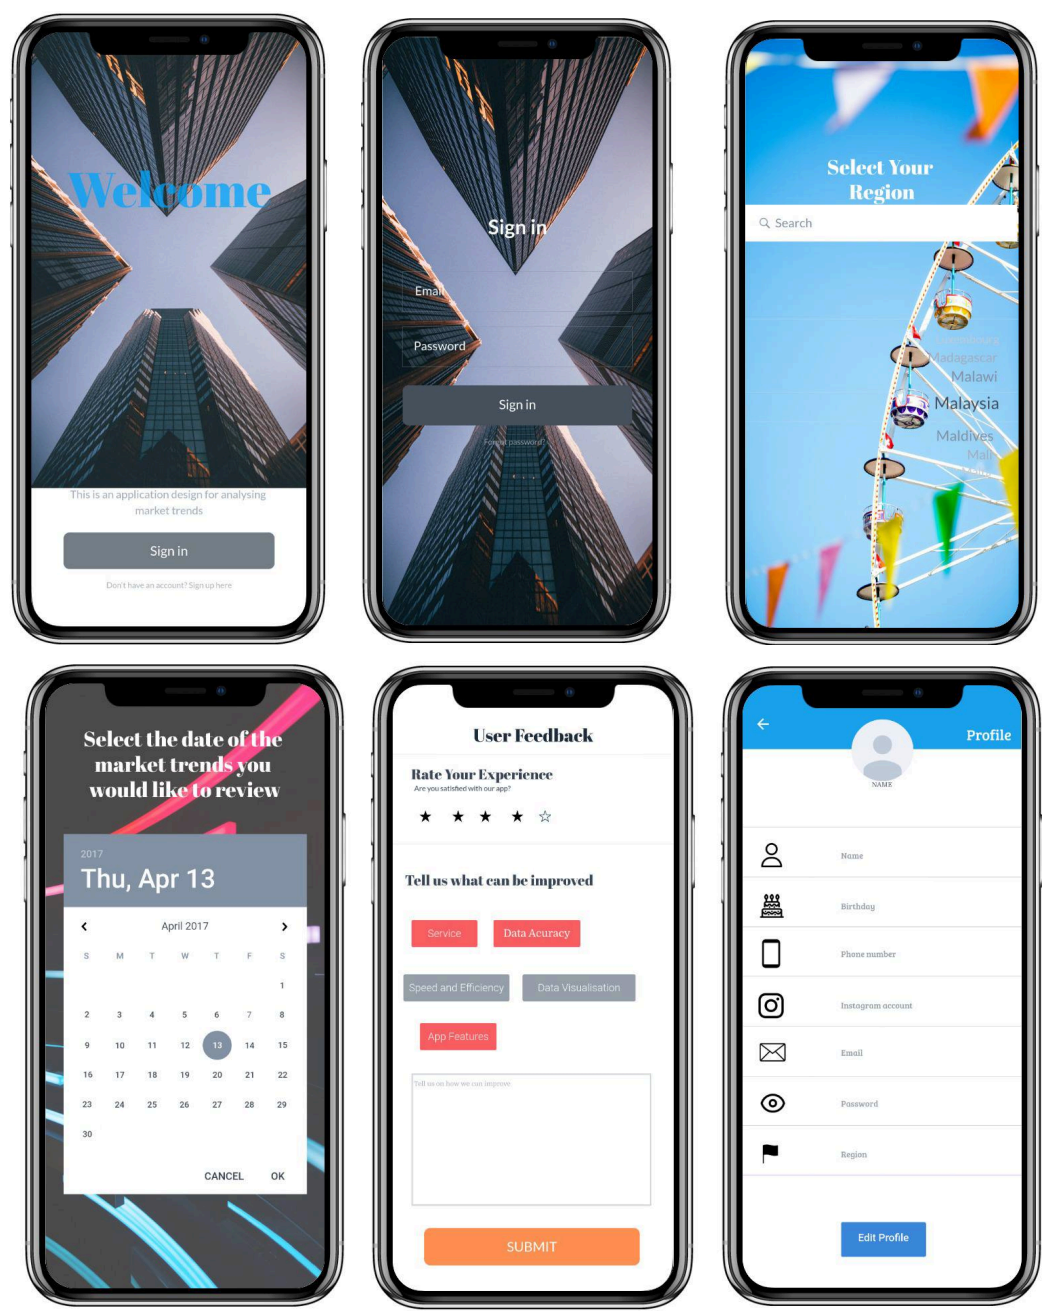 Welcome
This is an application design for analysing
market trends
Sign in
Don't have an account? Sign up here
Sign in
Email
Password
Sign in
Forgot password?
Select Your
Region
Search
Luxembourg
Madagascar
Malawi
Malaysia
Maldives
Mali
Malta
Select the date of the
market trends you
would like to review
2017
Thu, Apr 13
April 2017
S M T W T F S
1
2 3 4 5 6 7 8
9 10 11 12 13 14 15
16 17 18 19 20 21 22
23 24 25 26 27 28 29
30
CANCEL OK
User Feedback
Rate Your Experience
Are you satisfied with our app?
Tell us what can be improved
Service Data Acuracy
Speed and Efficiency Data Visualisation
App Features
Tell us on how we can improve
SUBMIT
Profile
NAME
Name
Birthday
Phone number
Instagram account
Email
Password
Region
Edit Profile